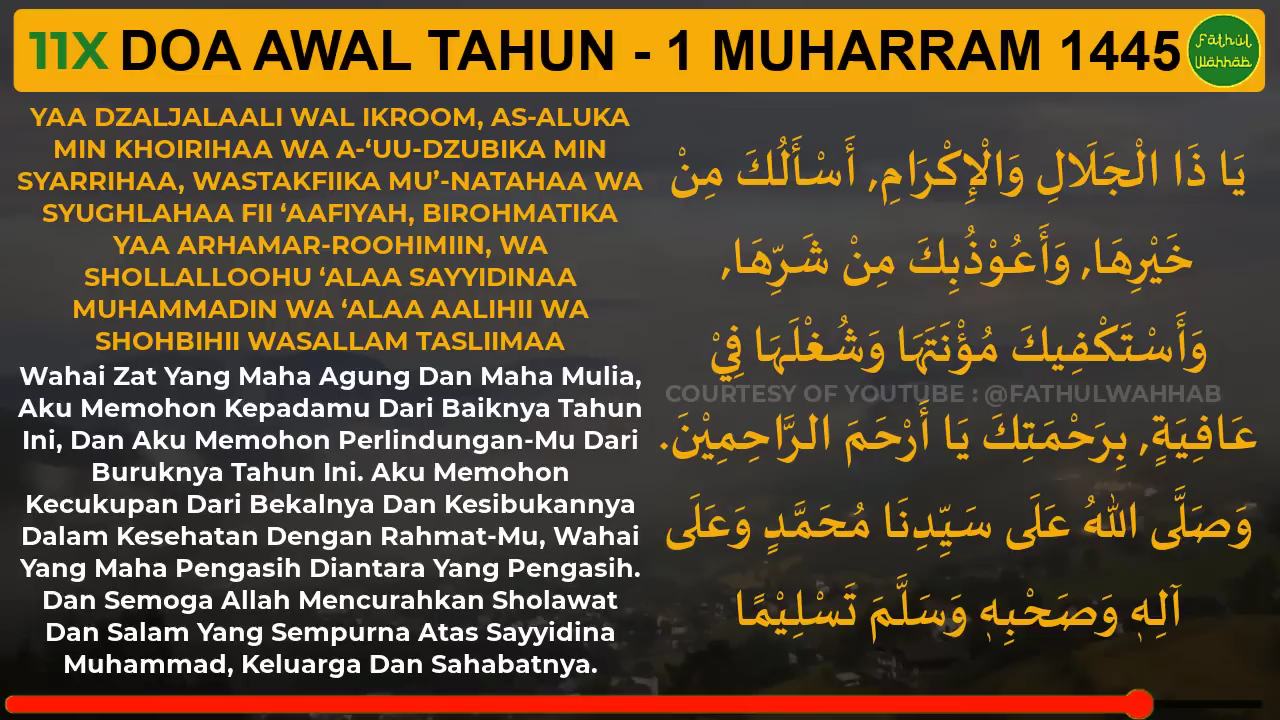 11X DOA AWAL TAHUN - 1 MUHARRAM 1445
Fathul
Wahhab
YAA DZALJALAALI WAL IKROOM, AS-ALUKA
MIN KHOIRIHAA WA A-‘UU-DZUBIKA MIN
SYARRIHAA, WASTAKFIIKA MU’-NATAHAA WA
SYUGHLAHAA FII ‘AAFIYAH, BIROHMATIKA
YAA ARHAMAR-ROOHIMIIN, WA
SHOLLALLOOHU ‘ALAA SAYYIDINAA
MUHAMMADIN WA ‘ALAA AALIHII WA
SHOHBIHII WASALLAM TASLIIMAA
Wahai Zat Yang Maha Agung Dan Maha Mulia,
Aku Memohon Kepadamu Dari Baiknya Tahun
Ini, Dan Aku Memohon Perlindungan-Mu Dari
Buruknya Tahun Ini. Aku Memohon
Kecukupan Dari Bekalnya Dan Kesibukannya
Dalam Kesehatan Dengan Rahmat-Mu, Wahai
Yang Maha Pengasih Diantara Yang Pengasih.
Dan Semoga Allah Mencurahkan Sholawat
Dan Salam Yang Sempurna Atas Sayyidina
Muhammad, Keluarga Dan Sahabatnya.
يَا ذَا الْجَلَالِ وَالْإِكْرَامِ, أَسْأَلُكَ مِنْ
خَيْرِهَا, وَأَعُوْذُبِكَ مِنْ شَرِّهَا,
وَأَسْتَكْفِيكَ مُؤْنَتَهَا وَشُغْلَهَا فِيْ
COURTESY OF YOUTUBE : @FATHULWAHHAB
عَافِيَةٍ, بِرَحْمَتِكَ يَا أَرْحَمَ الرَّاحِمِيْنَ.
وَصَلَّى اللهُ عَلَى سَيِّدِنَا مُحَمَّدٍ وَعَلَى
آلِهٖ وَصَحْبِهٖ وَسَلَّمَ تَسْلِيْمًا